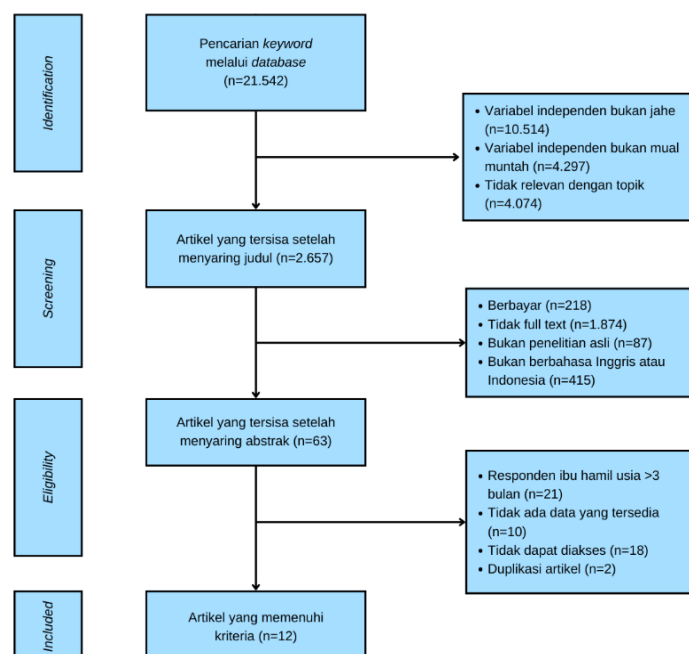 Identification
Pencarian keyword
melalui database
(n=21.542)
• Variabel independen bukan jahe
(n=10.514)
• Variabel independen bukan mual
muntah (n=4.297)
• Tidak relevan dengan topik
(n=4.074)
Screening
Artikel yang tersisa setelah
menyaring judul (n=2.657)
• Berbayar (n=218)
• Tidak full text (n=1.874)
• Bukan penelitian asli (n=87)
• Bukan berbahasa Inggris atau
Indonesia (n=415)
Eligibility
Artikel yang tersisa setelah
menyaring abstrak (n=63)
• Responden ibu hamil usia >3
bulan (n=21)
• Tidak ada data yang tersedia
(n=10)
• Tidak dapat diakses (n=18)
• Duplikasi artikel (n=2)
Included
Artikel yang memenuhi
kriteria (n=12)